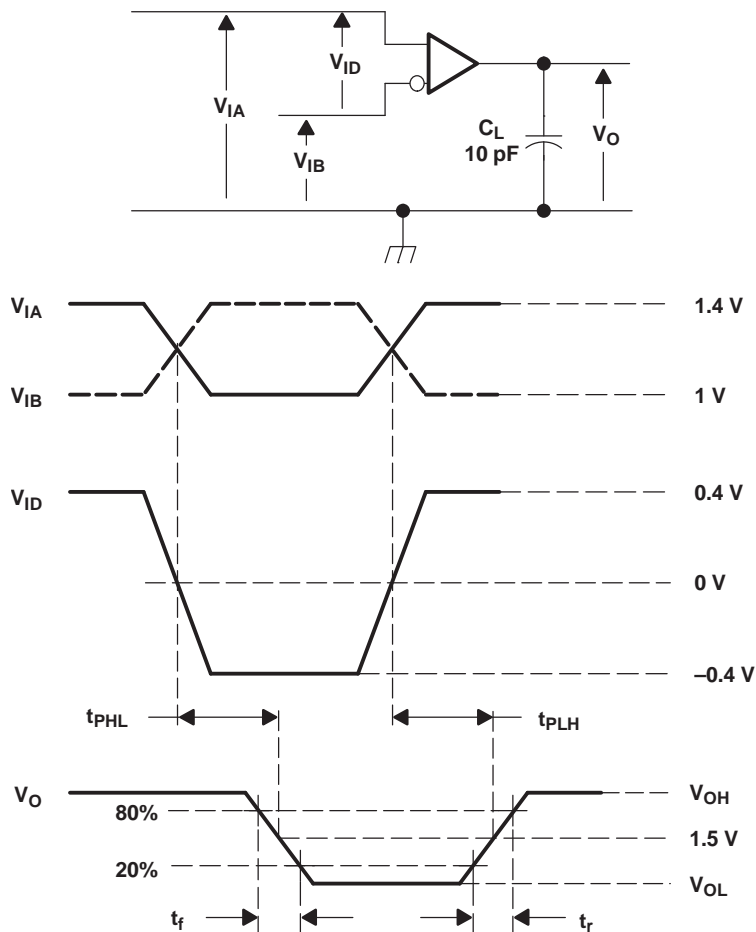 V_ID
V_IA
V_IB
C_L
10 pF
V_O
V_IA 1.4 V
V_IB 1 V
V_ID 0.4 V
0 V
–0.4 V
t_PHL t_PLH
V_O V_OH
80%
1.5 V
20%
V_OL
t_f t_r